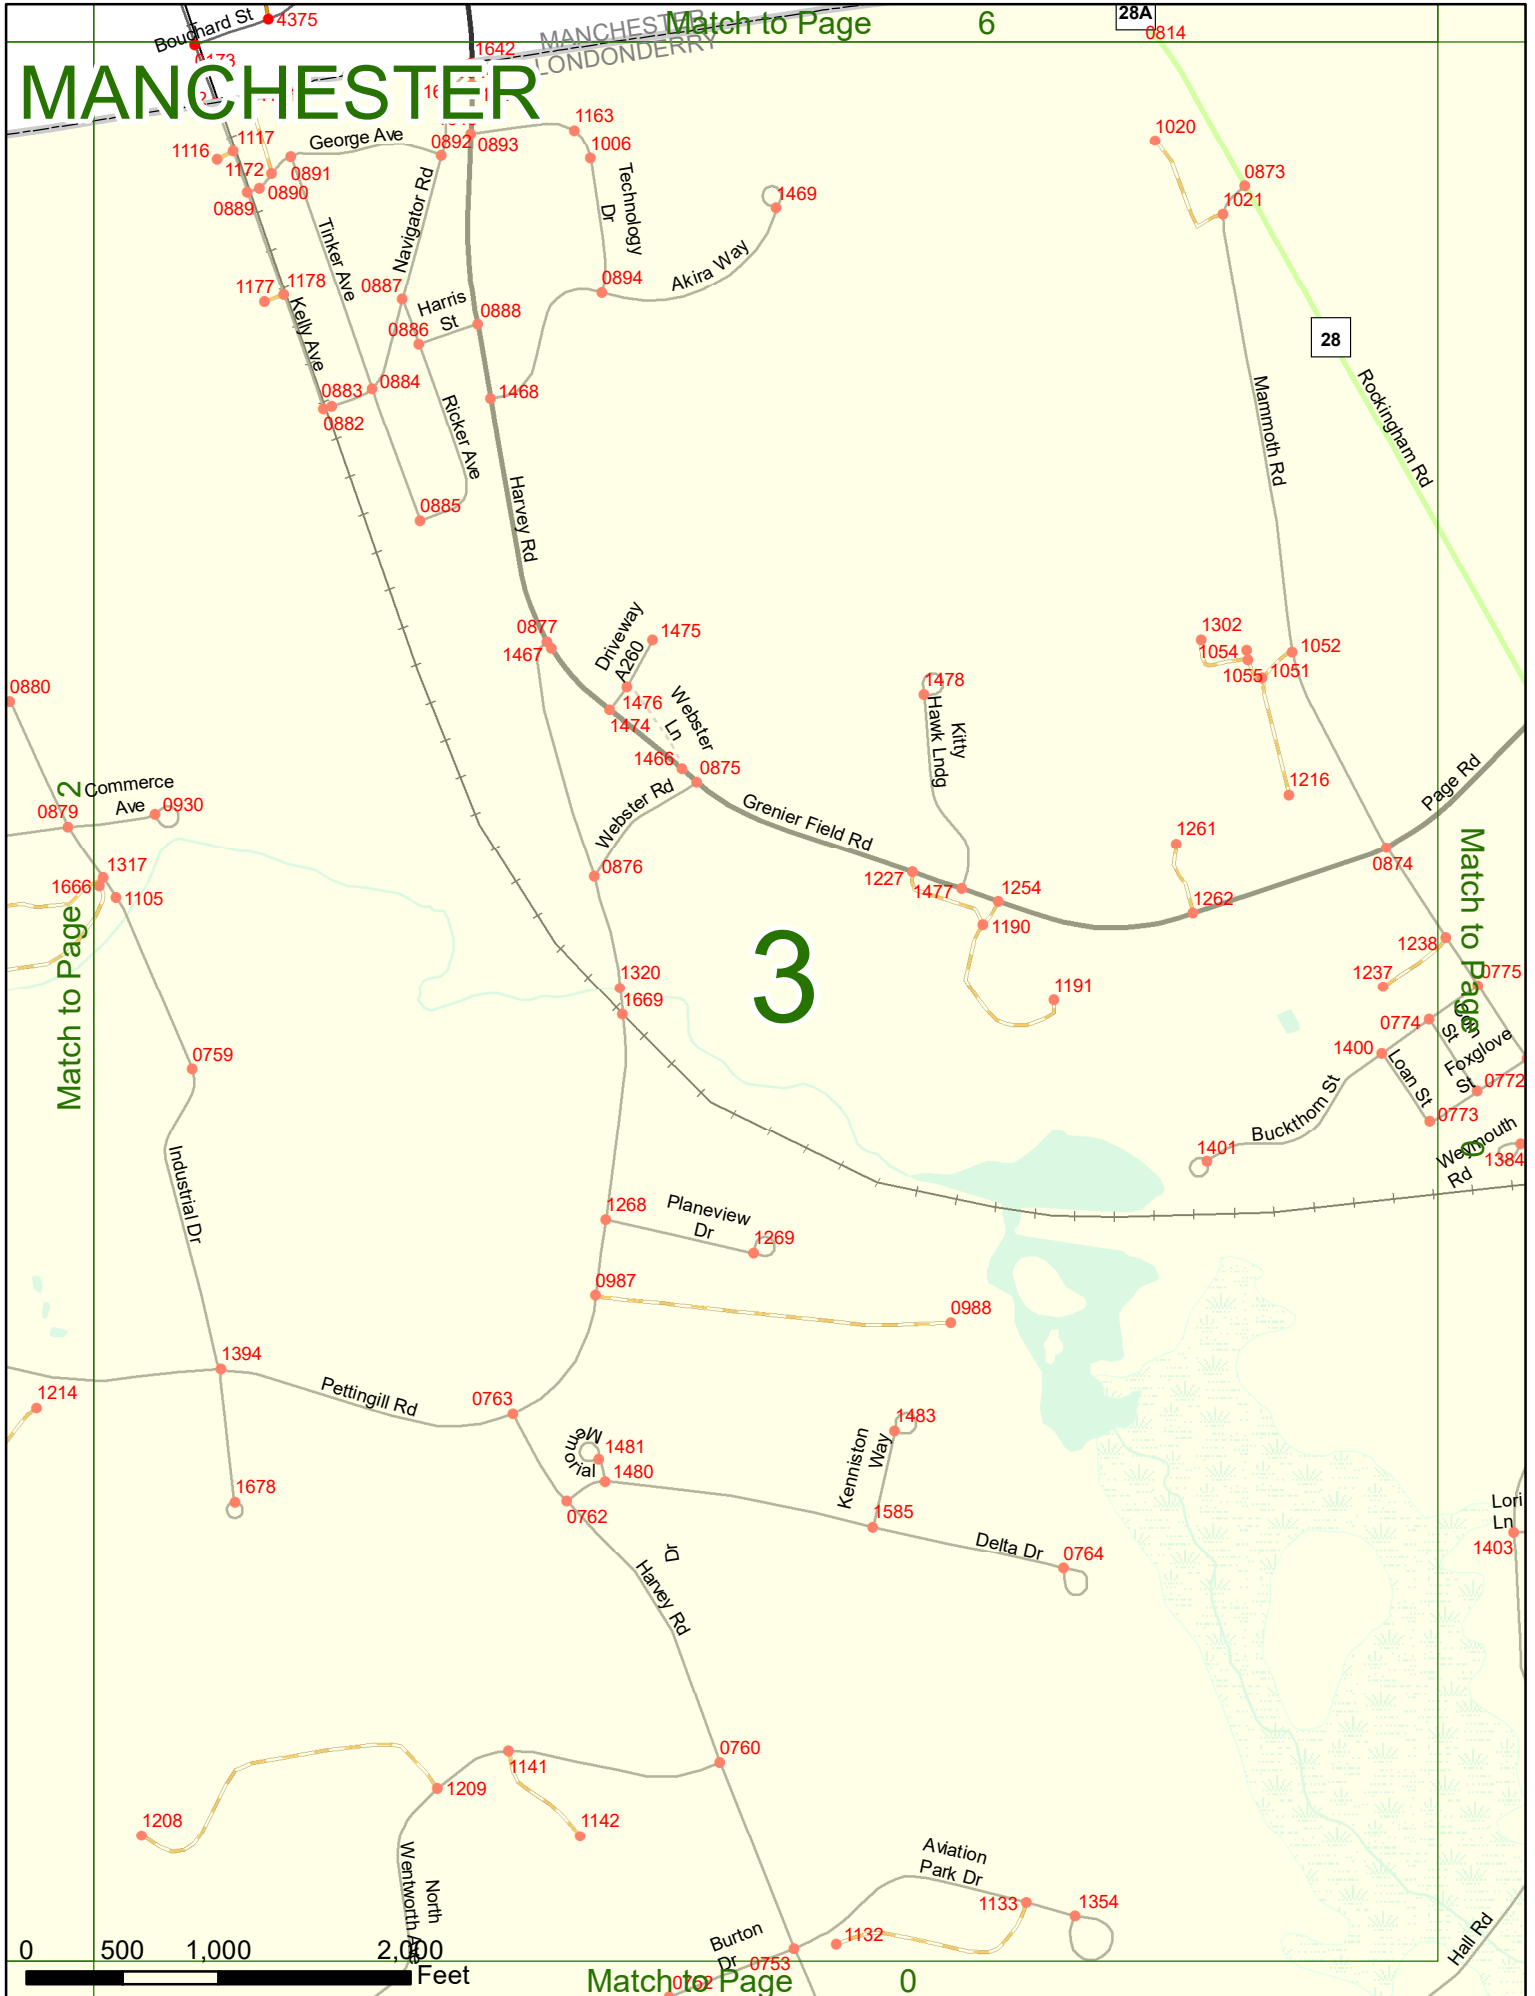 Bouchard St
4375
Match to Page 6
28A
0814
MANCHESTER
LONDONDERRY
1642
MANCHESTER
1117
1116
1172
George Ave
0891
0890
0889
0892
0893
1163
1006
Technology
Dr
1469
1020
0873
1021
Tinker Ave
Navigator Rd
1177
1178
Kelly Ave
0887
Harris
St
0886
0888
0894
Akira Way
28
Rockingham Rd
Mammoth Rd
0883
0882
0884
1468
Ricker Ave
0885
Harvey Rd
0877
1467
Driveway
A260
1475
1476
1474
Webster
Ln
1466
0875
Webster Rd
0876
Grenier Field Rd
1478
Kitty
Hawk Lndg
1302
1054
1055
1051
1052
1216
Page Rd
0880
Match to Page 2
Commerce
Ave
0930
0879
1317
1666
1105
1227
1477
1254
1190
1191
1261
1262
0874
Match to Page 6
1238
1237
0775
0774
1400
St
Foxglove
St
0772
Loan St
0773
Buckthorn St
1401
Weymouth
Rd
1384
3
1320
1669
0759
Industrial Dr
1268
Planeview
Dr
1269
0987
0988
1394
1214
Pettingill Rd
0763
Memorial
Dr
1481
1480
0762
1678
Kenniston
Way
1483
1585
Delta Dr
0764
Harvey Rd
Lori
Ln
1403
0760
1141
1209
1142
1208
North
Wentworth Ave
Aviation
Park Dr
1133
1354
1132
Burton
Dr
0753
0752
Hall Rd
0 500 1,000 2,000
Feet
Match to Page 0